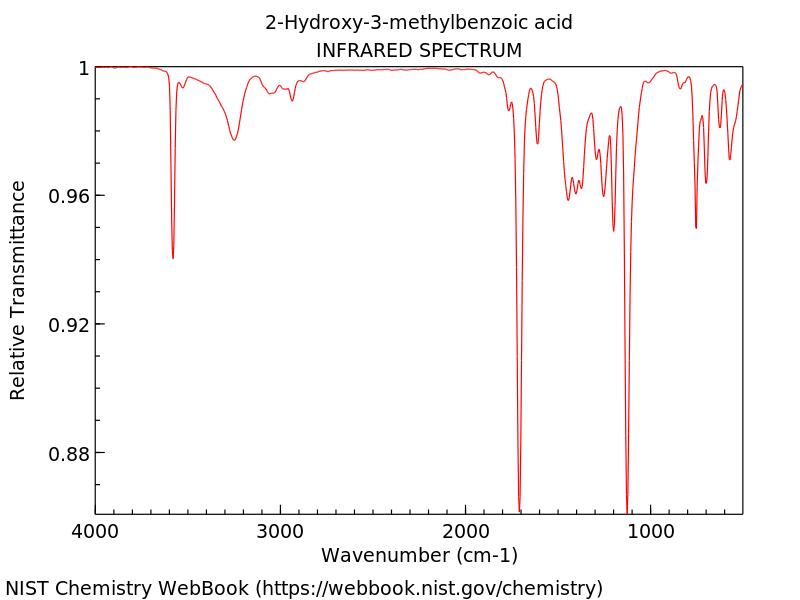 2-Hydroxy-3-methylbenzoic acid
INFRARED SPECTRUM
1
0.96
0.92
0.88
Relative Transmittance
4000 3000 2000 1000
Wavenumber (cm-1)
NIST Chemistry WebBook (https://webbook.nist.gov/chemistry)